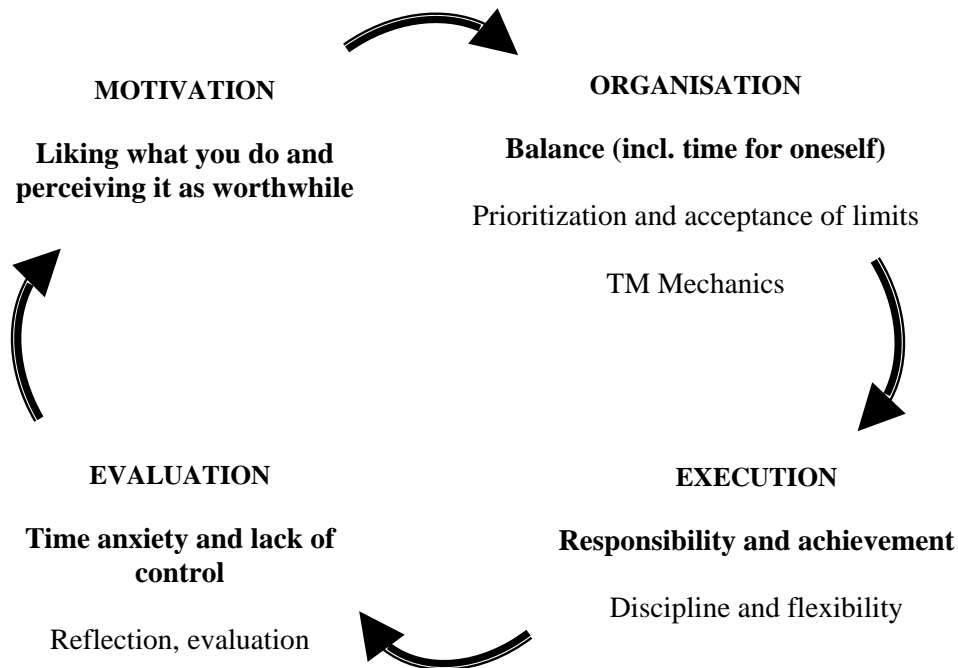 MOTIVATION
Liking what you do and
perceiving it as worthwhile
ORGANISATION
Balance (incl. time for oneself)
Prioritization and acceptance of limits
TM Mechanics
EXECUTION
Responsibility and achievement
Discipline and flexibility
EVALUATION
Time anxiety and lack of
control
Reflection, evaluation